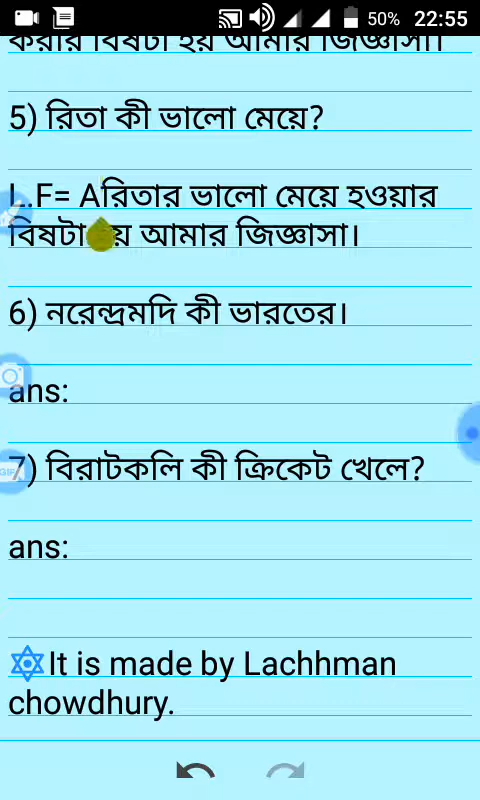 50% 22:55
করার বিষটা হয় আমার জিজ্ঞাসা।
5) রিতা কী ভালো মেয়ে?
L.F= Aরিতার ভালো মেয়ে হওয়ার
বিষটা হয় আমার জিজ্ঞাসা।
6) নরেন্দ্রমদি কী ভারতের।
ans:
7) বিরাটকলি কী ক্রিকেট খেলে?
ans:
It is made by Lachhman
chowdhury.